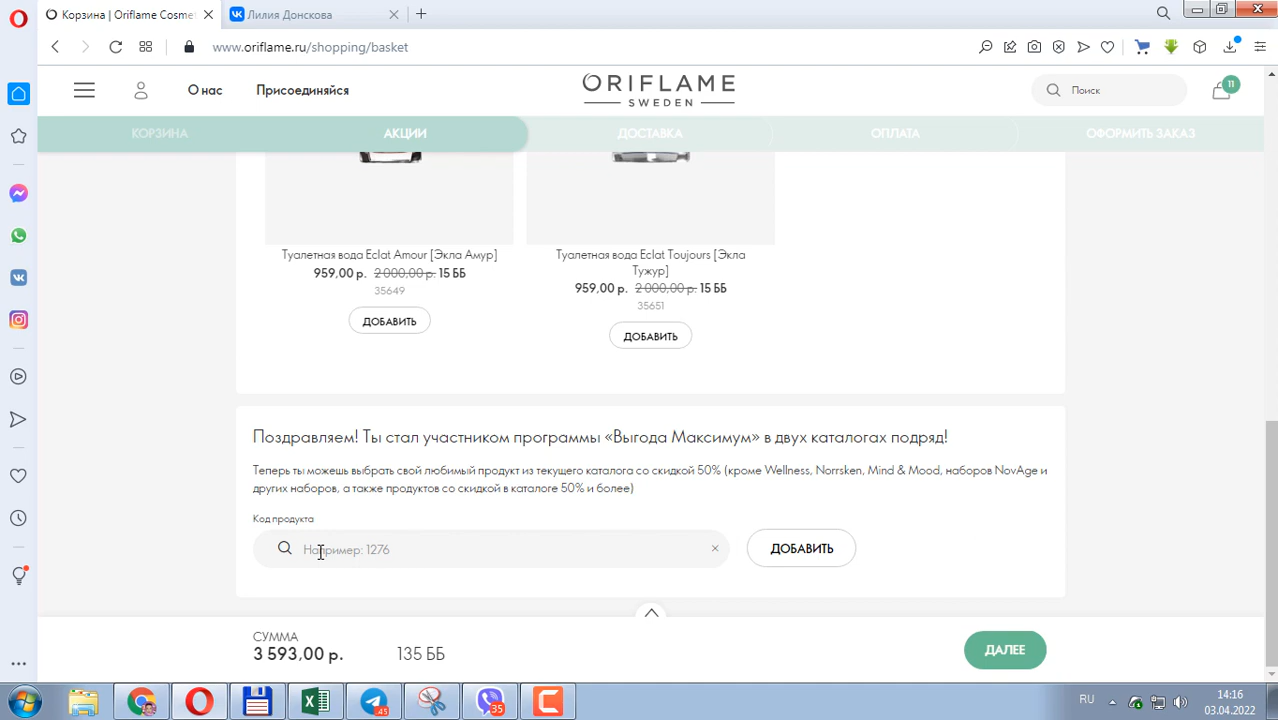 Корзина | Oriflame Cosmet
Лилия Донскова
www.oriflame.ru/shopping/basket
О нас
Присоединяйся
ORIFLAME
SWEDEN
Поиск
11
КОРЗИНА
АКЦИИ
ДОСТАВКА
ОПЛАТА
ОФОРМИТЬ ЗАКАЗ
Туалетная вода Eclat Amour [Экла Амур]
959,00 р. 2 000,00 р. 15 ББ
35649
ДОБАВИТЬ
Туалетная вода Eclat Toujours [Экла
Тужур]
959,00 р. 2 000,00 р. 15 ББ
35651
ДОБАВИТЬ
Поздравляем! Ты стал участником программы «Выгода Максимум» в двух каталогах подряд!
Теперь ты можешь выбрать свой любимый продукт из текущего каталога со скидкой 50% (кроме Wellness, Norrsken, Mind & Mood, наборов NovAge и
других наборов, а также продуктов со скидкой в каталоге 50% и более)
Код продукта
Например: 1276
ДОБАВИТЬ
СУММА
3 593,00 р.
135 ББ
ДАЛЕЕ
45
35
RU
14:16
03.04.2022